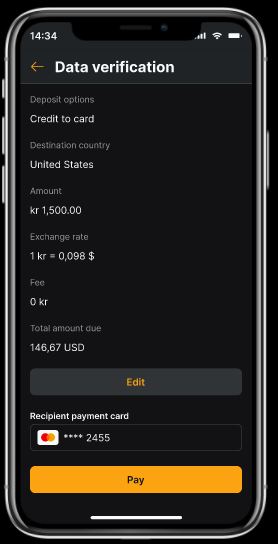 14:34
Data verification
Deposit options
Credit to card
Destination country
United States
Amount
kr 1,500.00
Exchange rate
1 kr = 0,098 $
Fee
0 kr
Total amount due
146,67 USD
Edit
Recipient payment card
**** 2455
Pay